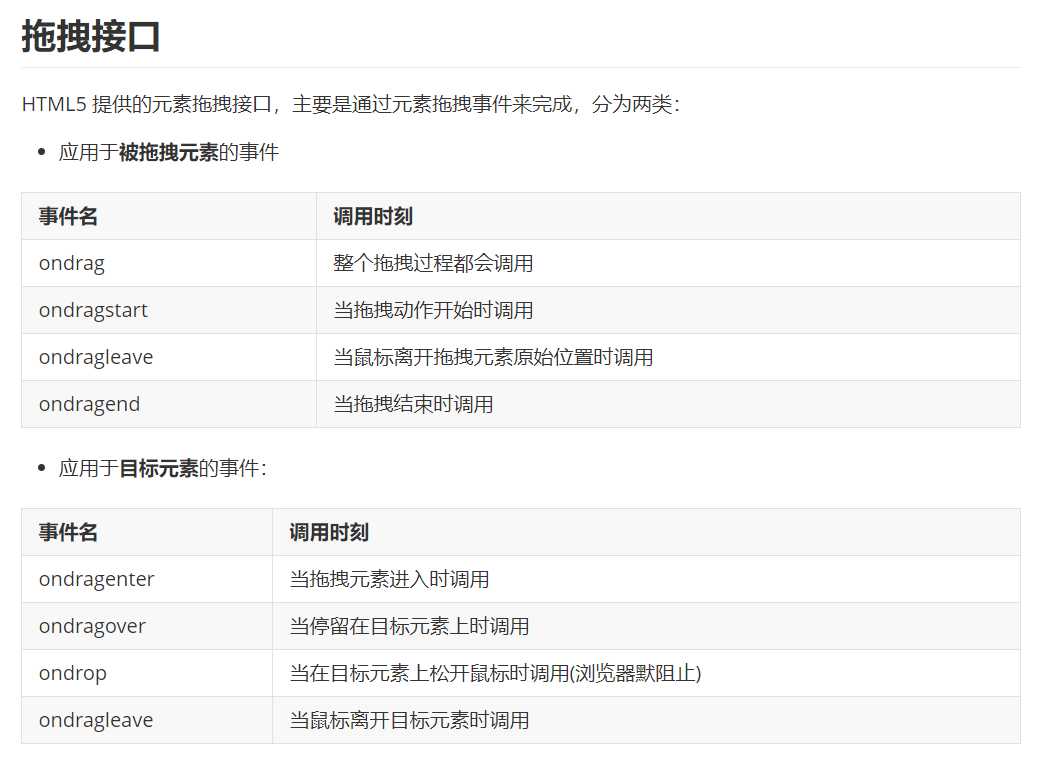 拖拽接口
HTML5 提供的元素拖拽接口，主要是通过元素拖拽事件来完成，分为两类：
• 应用于被拖拽元素的事件
事件名 调用时刻
ondrag 整个拖拽过程都会调用
ondragstart 当拖拽动作开始时调用
ondragleave 当鼠标离开拖拽元素原始位置时调用
ondragend 当拖拽结束时调用
• 应用于目标元素的事件：
事件名 调用时刻
ondragenter 当拖拽元素进入时调用
ondragover 当停留在目标元素上时调用
ondrop 当在目标元素上松开鼠标时调用(浏览器默阻止)
ondragleave 当鼠标离开目标元素时调用